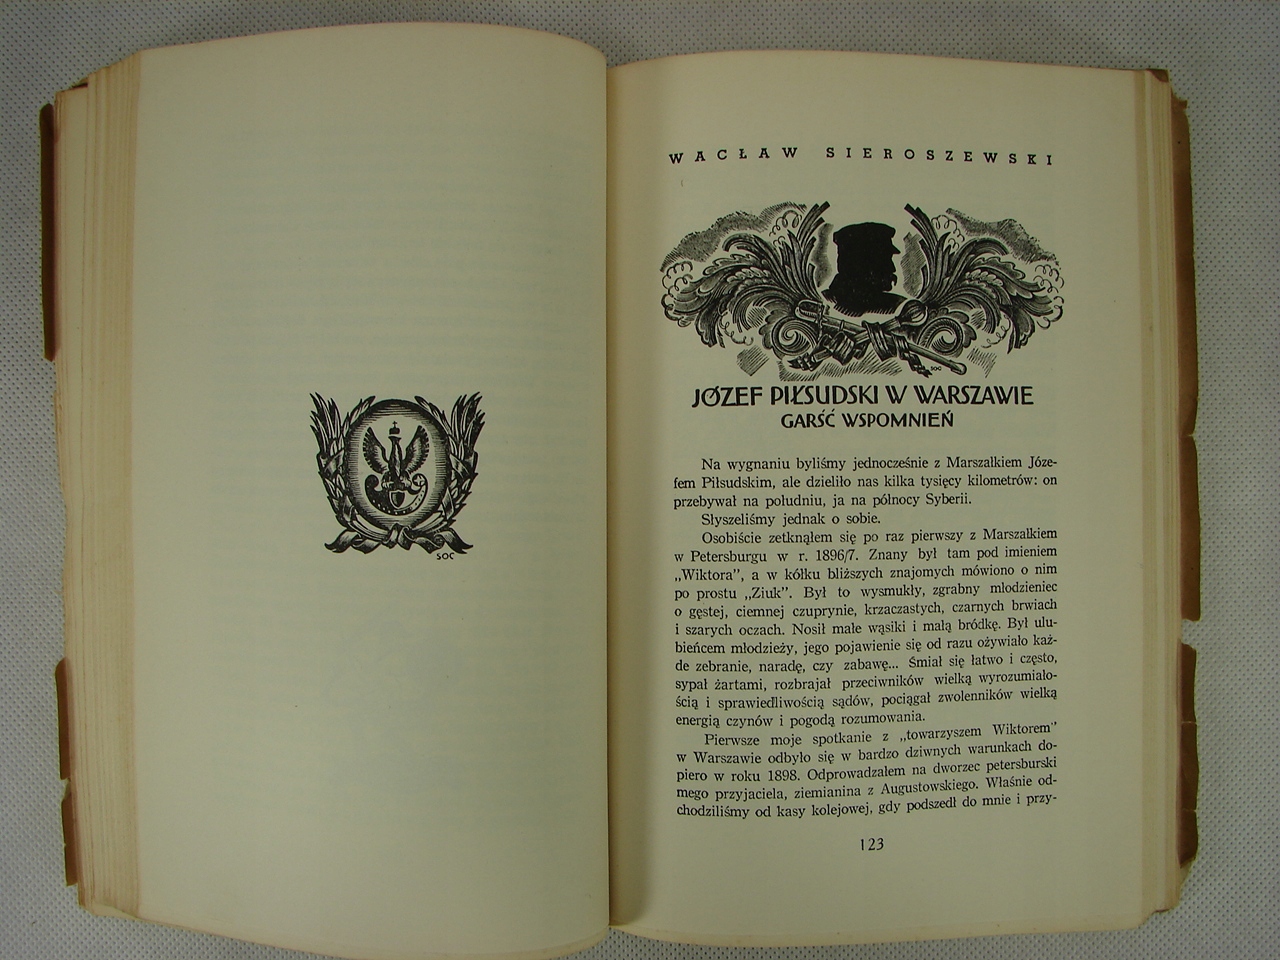 SOC
WACŁAW SIEROSZEWSKI
SOC
JÓZEF PIŁSUDSKI W WARSZAWIE
GARŚĆ WSPOMNIEŃ
Na wygnaniu byliśmy jednocześnie z Marszałkiem Józe-
fem Piłsudskim, ale dzieliło nas kilka tysięcy kilometrów: on
przebywał na południu, ja na północy Syberii.
Słyszeliśmy jednak o sobie.
Osobiście zetknąłem się po raz pierwszy z Marszałkiem
w Petersburgu w r. 1896/7. Znany był tam pod imieniem
„Wiktora", a w kółku bliższych znajomych mówiono o nim
po prostu „Ziuk". Był to wysmukły, zgrabny młodzieniec
o gęstej, ciemnej czuprynie, krzaczastych, czarnych brwiach
i szarych oczach. Nosił małe wąsiki i małą bródkę. Był ulu-
bieńcem młodzieży, jego pojawienie się od razu ożywiało każ-
de zebranie, naradę, czy zabawę... Śmiał się łatwo i często,
sypał żartami, rozbrajał przeciwników wielką wyrozumiało-
ścią i sprawiedliwością sądów, pociągał zwolenników wielką
energią czynów i pogodą rozumowania.
Pierwsze moje spotkanie z „towarzyszem Wiktorem"
w Warszawie odbyło się w bardzo dziwnych warunkach do-
piero w roku 1898. Odprowadzałem na dworzec petersburski
mego przyjaciela, ziemianina z Augustowskiego. Właśnie od-
chodziliśmy od kasy kolejowej, gdy podszedł do mnie i przy-
123